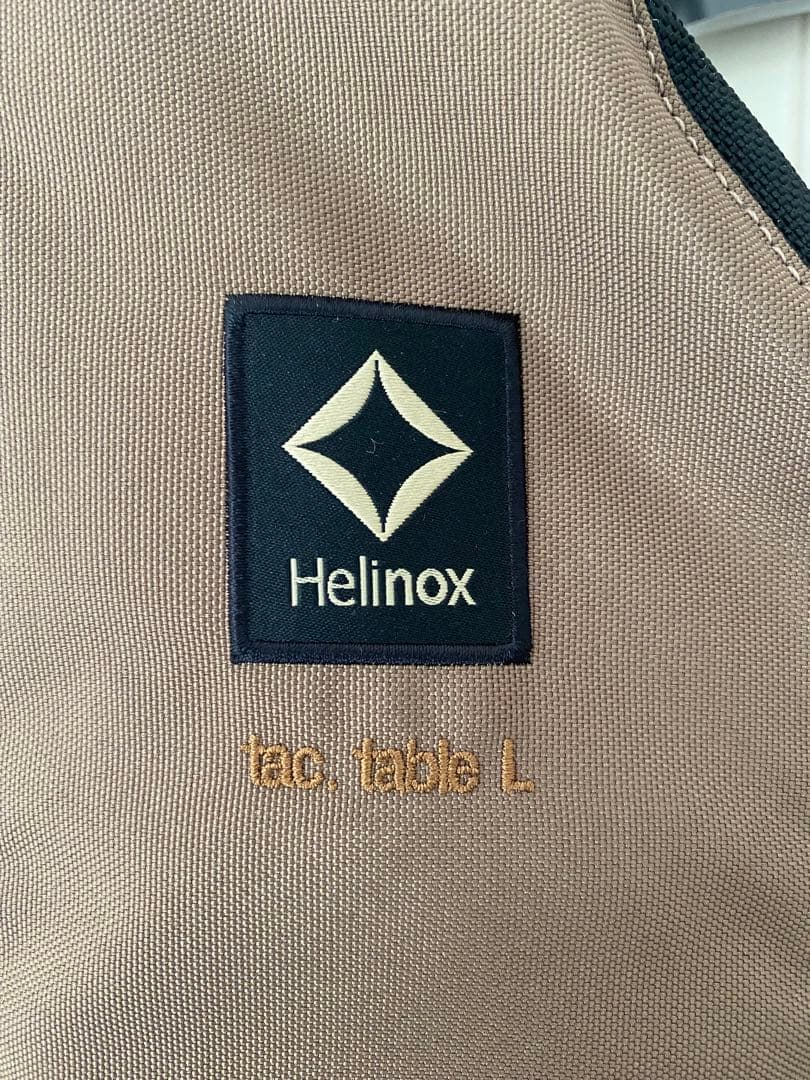 Helinox
tac. table L